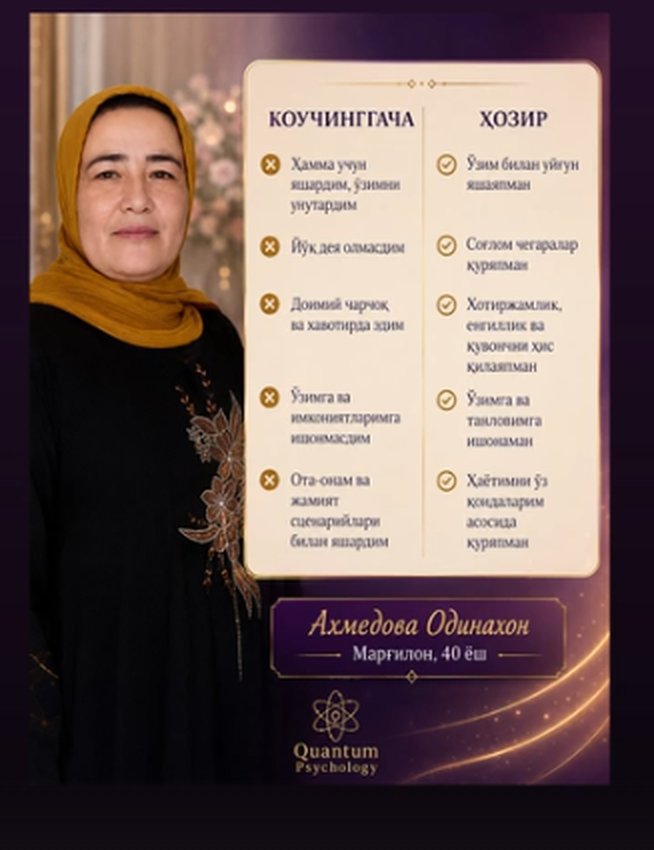 КОУЧИНГГАЧА
Ҳамма учун
яшардим, ўзимни
унутардим
Йўқ дея олмасдим
Доимий чарчоқ
ва хавотирда эдим
Ўзимга ва
имкониятларимга
ишонмасдим
Ота-онам ва
жамият
сценарийлари
билан яшардим
ҲОЗИР
Ўзим билан уйғун
яшаяпман
Соғлом чегаралар
қуряпман
Хотиржамлик,
енгиллик ва
қувончни ҳис
қилаяпман
Ўзимга ва
танловимга
ишонаман
Ҳаётимни ўз
қоидаларим
асосида
қуряпман
Ахмедова Одинахон
Марғилон, 40 ёш
Quantum
Psychology